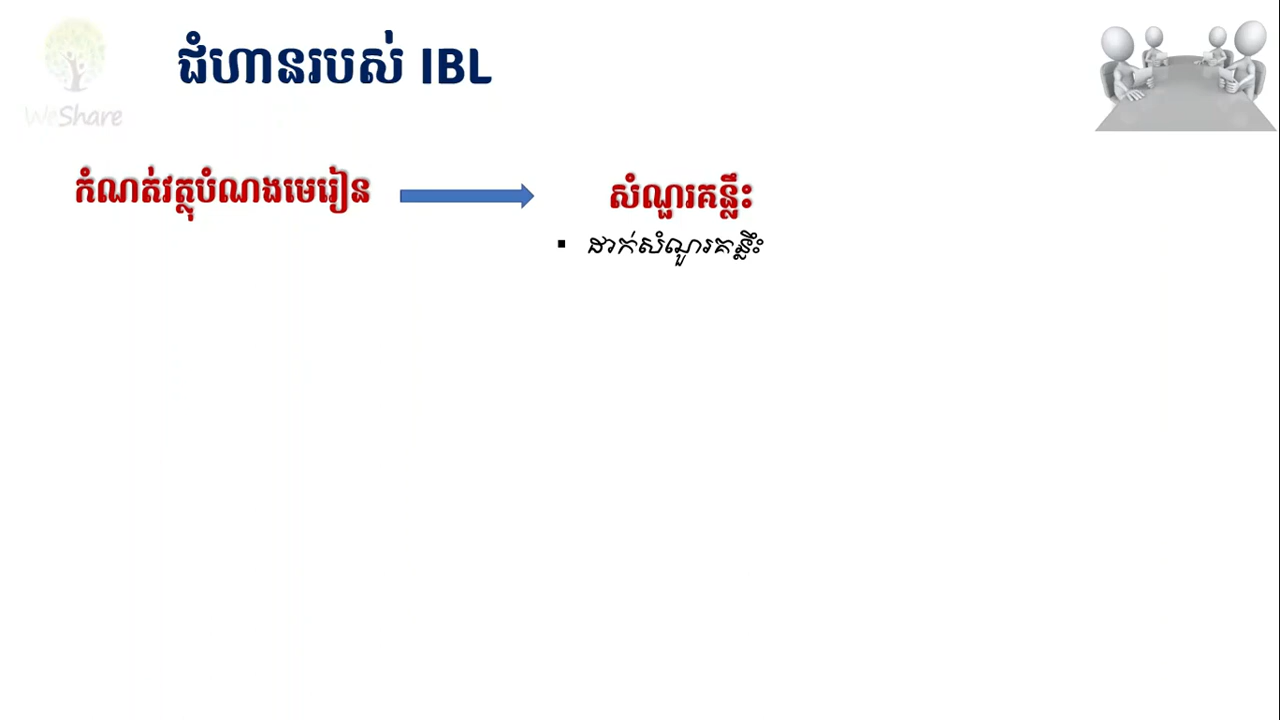 ជំហានរបស់ IBL
WeShare
កំណត់វត្ថុបំណងមេរៀន
សំណួរគន្លឹះ
▪ ដាក់សំណួរគន្លឹះ